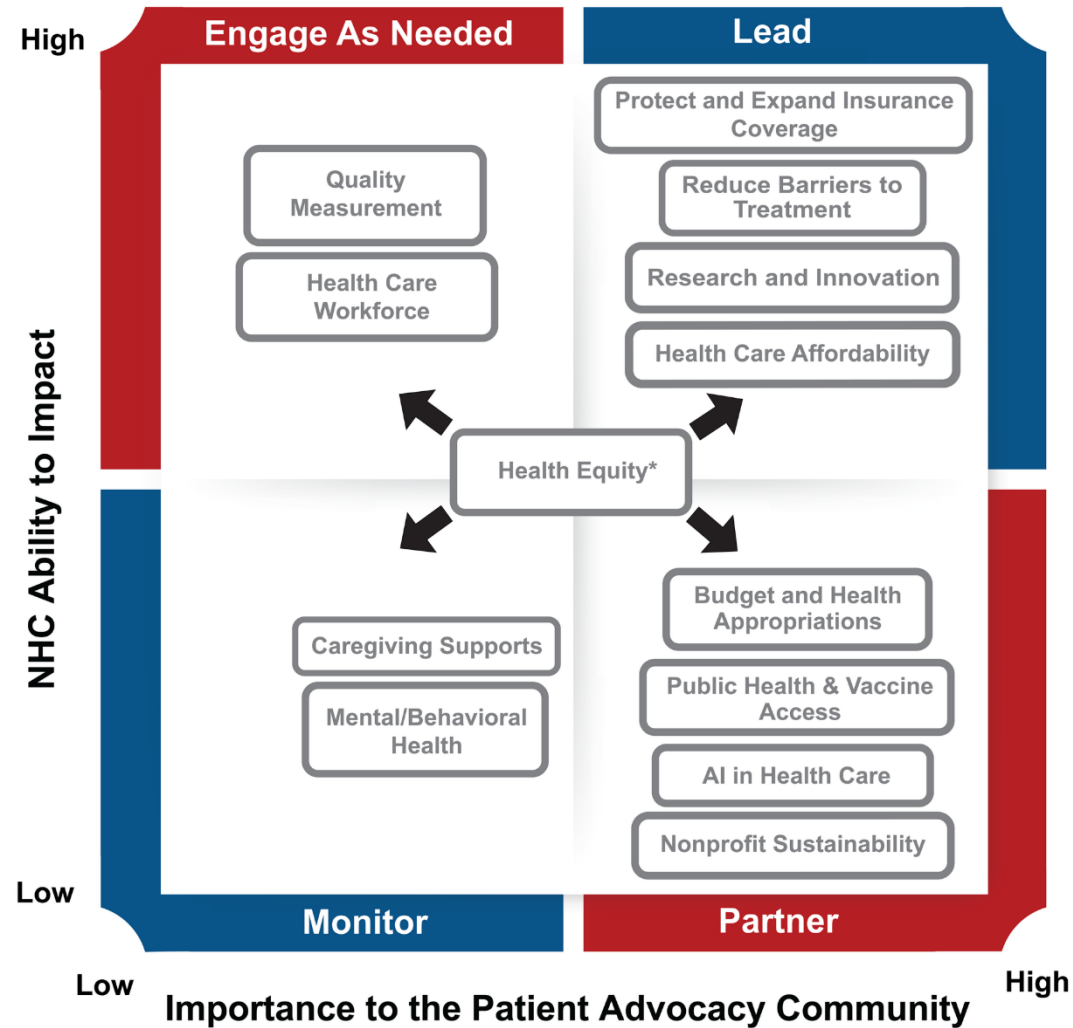 High
Engage As Needed
Lead
Protect and Expand Insurance
Coverage
Quality
Measurement
Reduce Barriers to
Treatment
Health Care
Workforce
Research and Innovation
Health Care Affordability
NHC Ability to Impact
Health Equity*
Caregiving Supports
Mental/Behavioral
Health
Budget and Health
Appropriations
Public Health & Vaccine
Access
AI in Health Care
Nonprofit Sustainability
Low
Monitor
Partner
Low
High
Importance to the Patient Advocacy Community